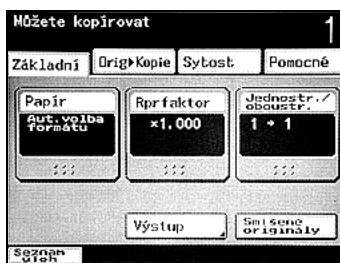 Můžete kopírovat 1
Základní Orig▸Kopie Sytost Pomocné
Papír
Aut.volba
formátu
Rprfaktor
×1.000
Jednostr./
oboustr.
1 → 1
Výstup
Smísené
originály
Seznam
úloh